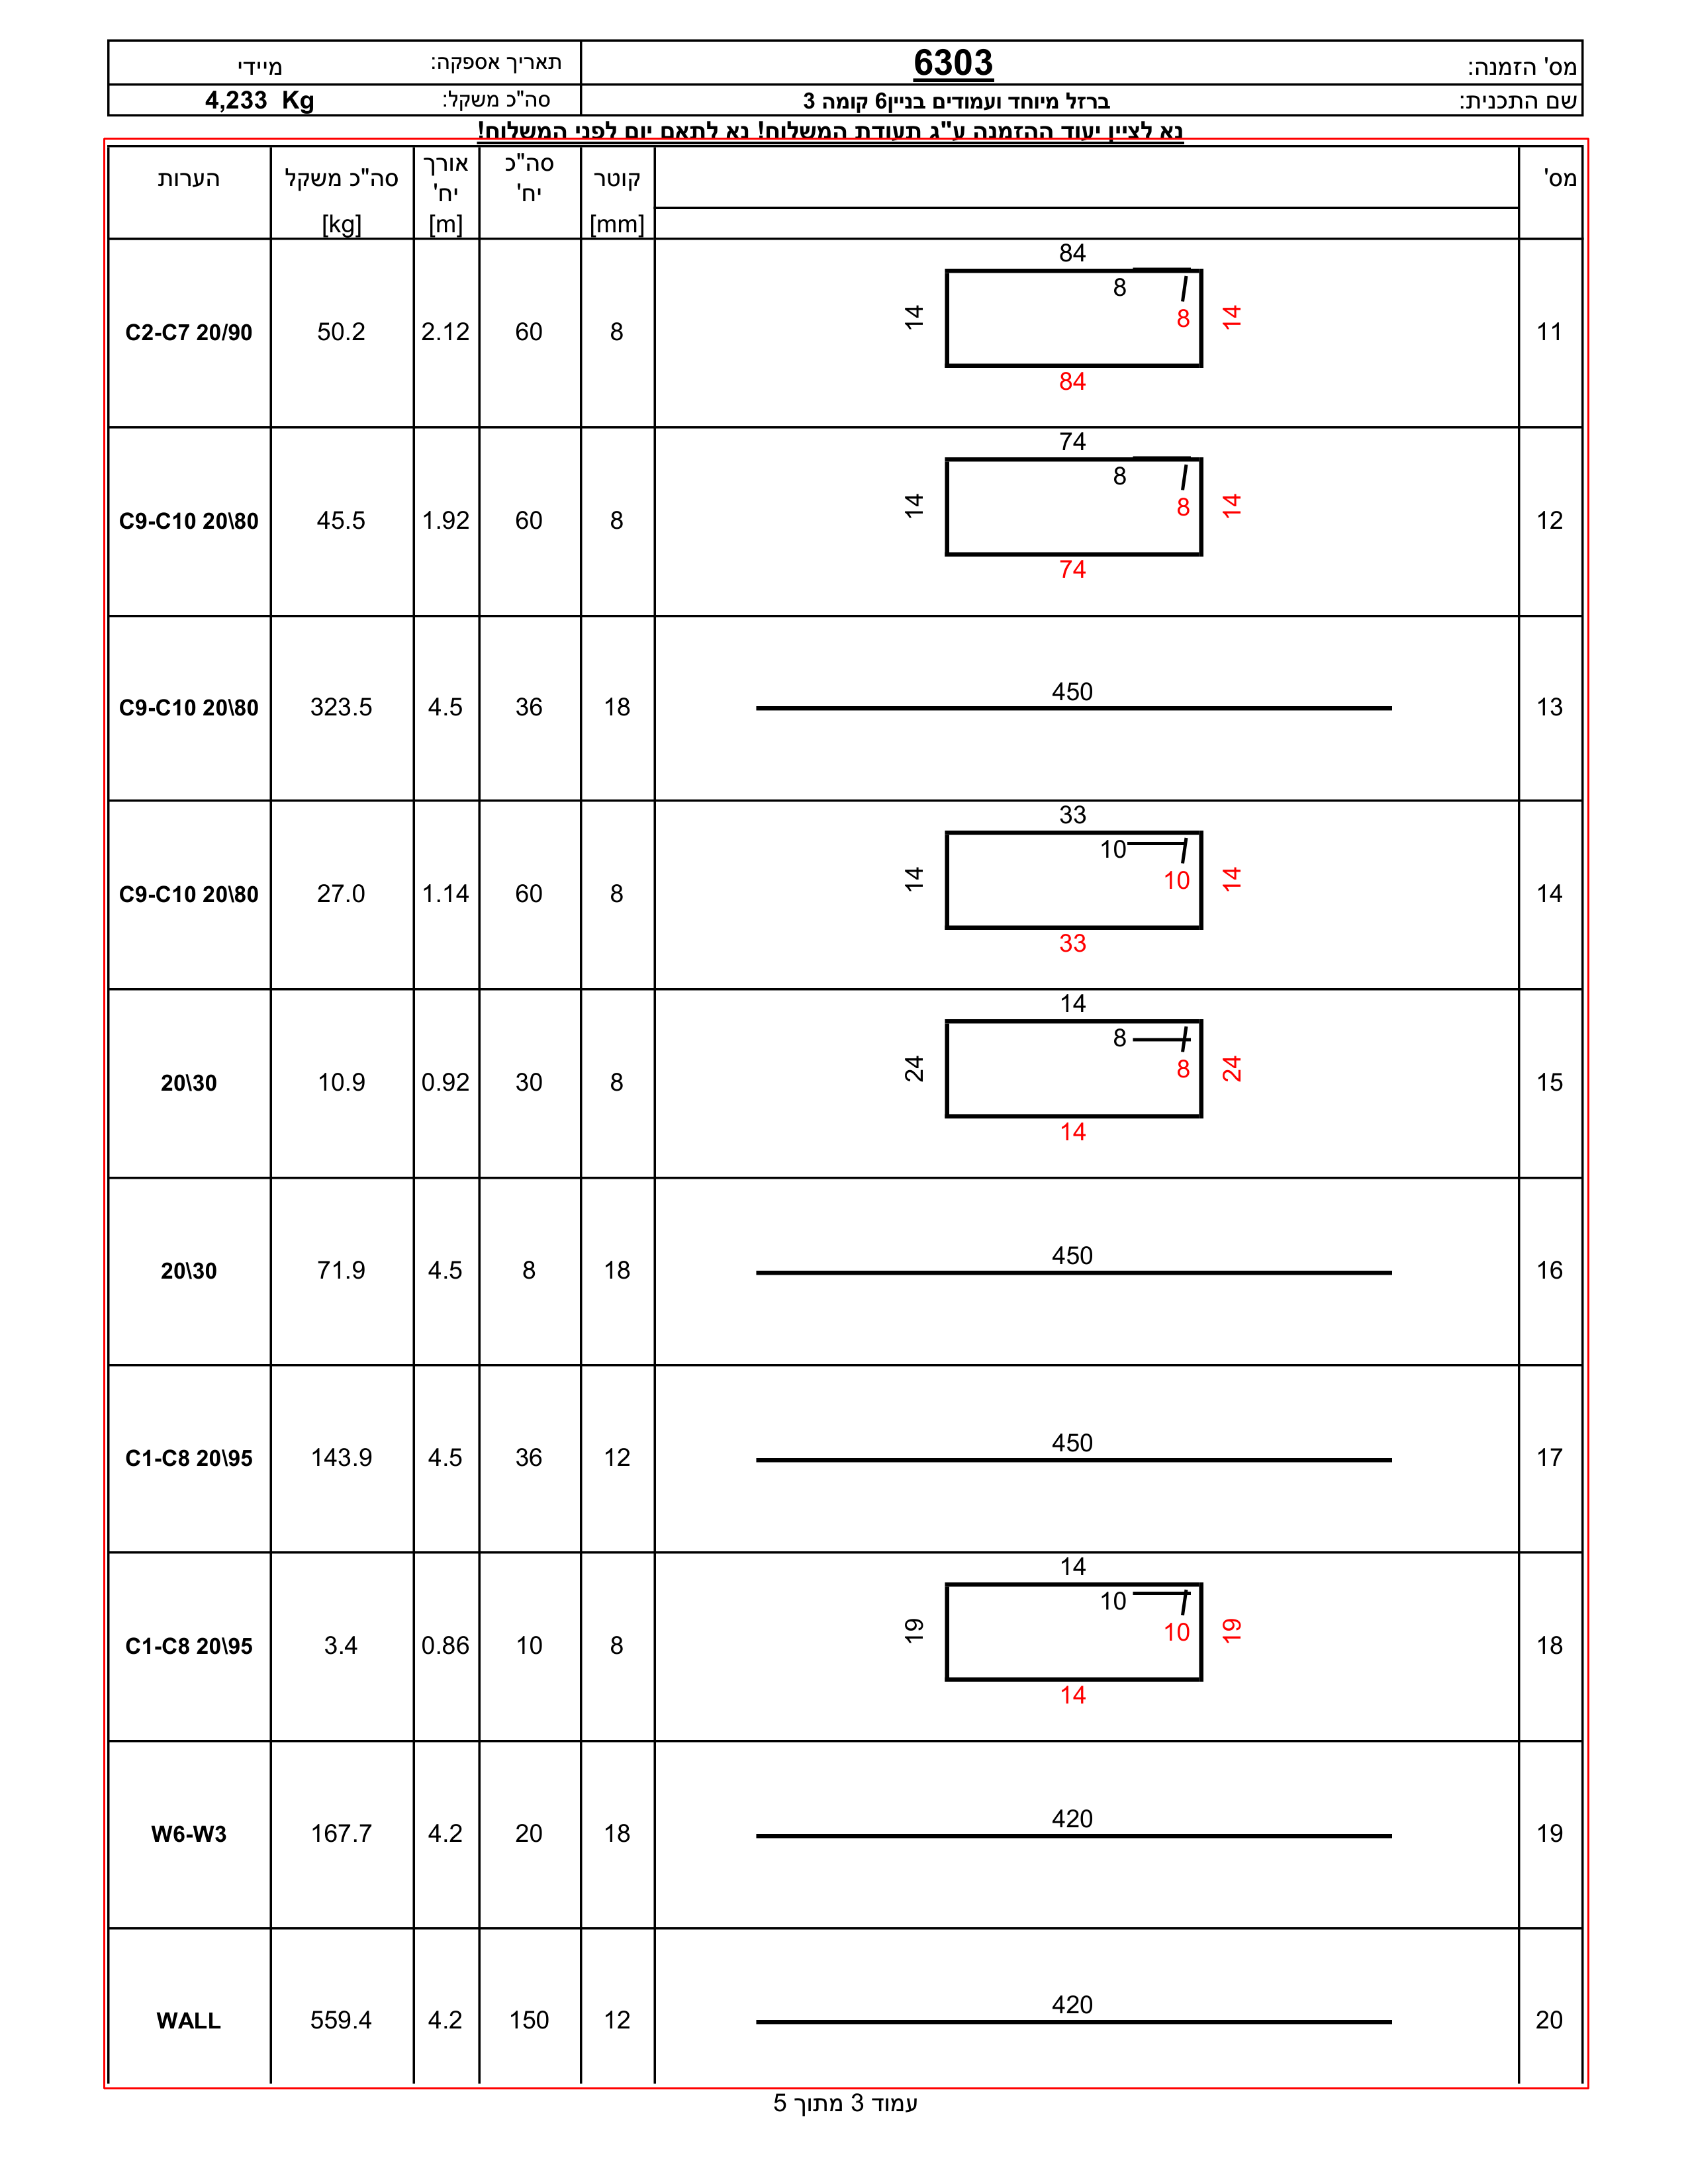 מס' הזמנה: 6303 תאריך אספקה: מיידי
שם התכנית: ברזל מיוחד ועמודים בניין6 קומה 3 סה"כ משקל: 4,233 Kg
נא לציין יעוד ההזמנה ע"ג תעודת המשלוח! נא לתאם יום לפני המשלוח!
מס' קוטר [mm] סה"כ יח' אורך יח' [m] סה"כ משקל [kg] הערות
84
8
14 8 14
84
11 8 60 2.12 50.2 C2-C7 20/90
74
8
14 8 14
74
12 8 60 1.92 45.5 C9-C10 20\80
450
13 18 36 4.5 323.5 C9-C10 20\80
33
10
14 10 14
33
14 8 60 1.14 27.0 C9-C10 20\80
14
8
24 8 24
14
15 8 30 0.92 10.9 20\30
450
16 18 8 4.5 71.9 20\30
450
17 12 36 4.5 143.9 C1-C8 20\95
14
10
19 10 19
14
18 8 10 0.86 3.4 C1-C8 20\95
420
19 18 20 4.2 167.7 W6-W3
420
20 12 150 4.2 559.4 WALL
עמוד 3 מתוך 5